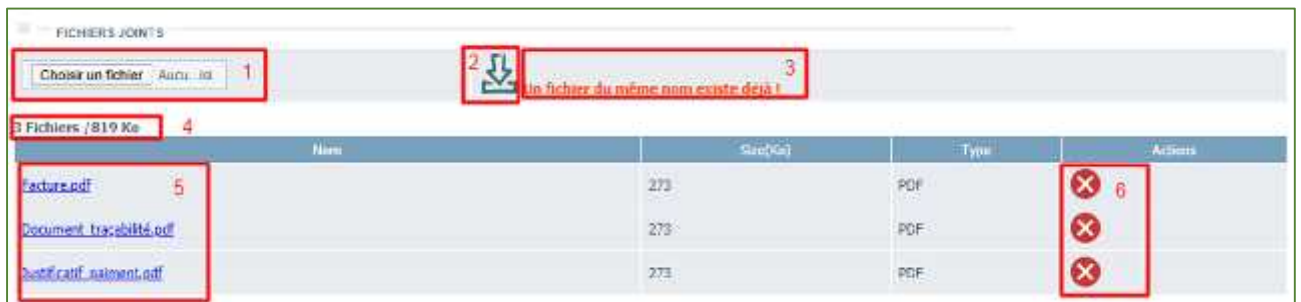 FICHIERS JOINTS
Choisir un fichier 1 2 3
Un fichier du même nom existe déjà !
3 Fichiers / 819 Ko 4
Nom Size(Ko) Type Actions
Facture.pdf 5 273 PDF 6
Document_traçabilité.pdf 273 PDF
Justificatif_paiment.pdf 273 PDF